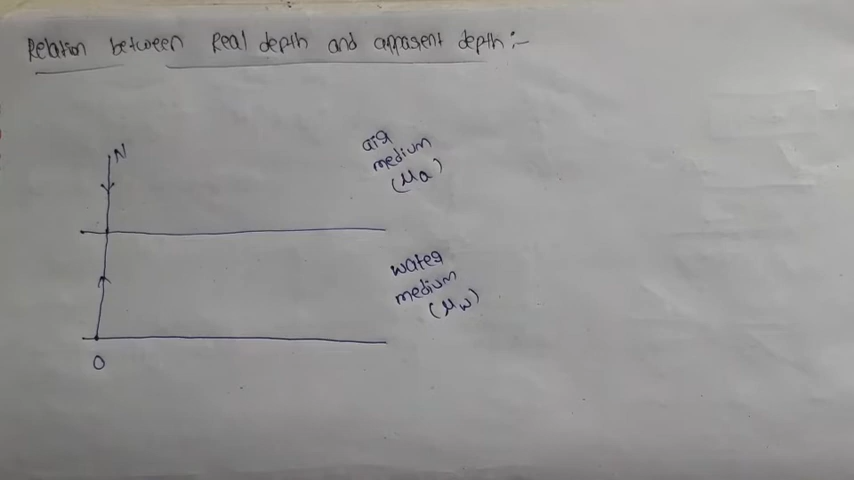 Relation between Real depth and apparent depth:-
N
air
medium
(μa)
water
medium
(μw)
O